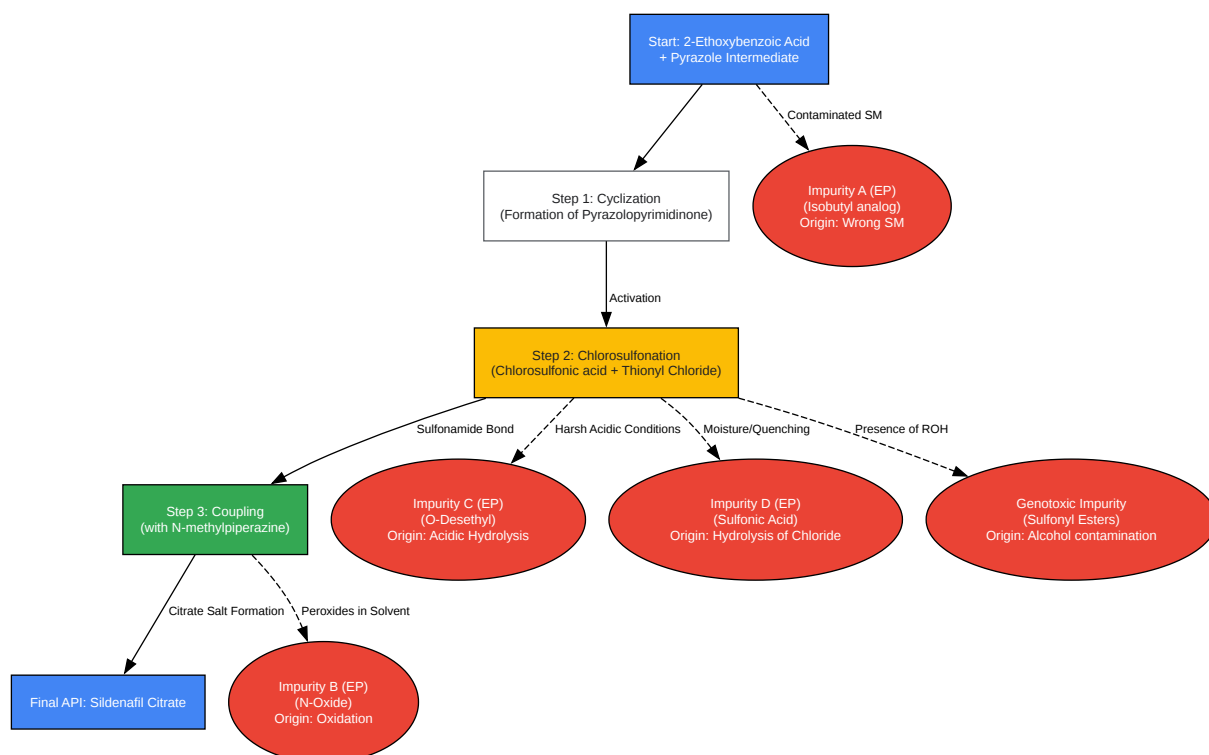 Start: 2-Ethoxybenzoic Acid
+ Pyrazole Intermediate
Contaminated SM
Impurity A (EP)
(Isobutyl analog)
Origin: Wrong SM
Step 1: Cyclization
(Formation of Pyrazolopyrimidinone)
Activation
Step 2: Chlorosulfonation
(Chlorosulfonic acid + Thionyl Chloride)
Sulfonamide Bond
Harsh Acidic Conditions
Moisture/Quenching
Presence of ROH
Step 3: Coupling
(with N-methylpiperazine)
Impurity C (EP)
(O-Desethyl)
Origin: Acidic Hydrolysis
Impurity D (EP)
(Sulfonic Acid)
Origin: Hydrolysis of Chloride
Genotoxic Impurity
(Sulfonyl Esters)
Origin: Alcohol contamination
Citrate Salt Formation
Peroxides in Solvent
Final API: Sildenafil Citrate
Impurity B (EP)
(N-Oxide)
Origin: Oxidation